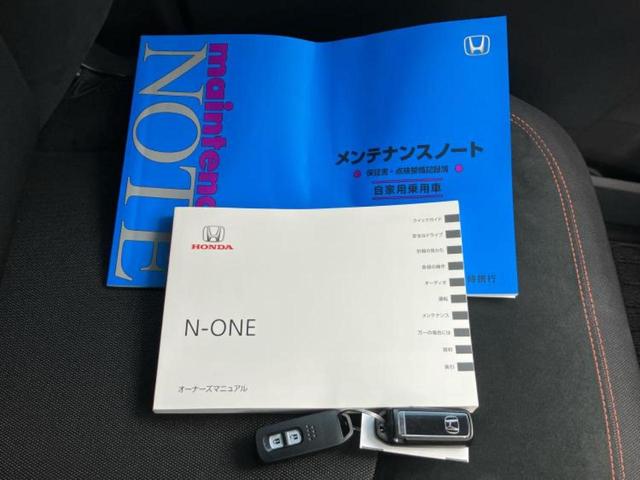 maintenance
NOTE
メンテナンスノート
保証書・点検整備記録簿
自家用乗用車
HONDA
N-ONE
オーナーズマニュアル
クイックガイド
安全なドライブ
計器の見かた
各部の操作
オーディオ
運転
メンテナンス
万一の場合には
資料
索引